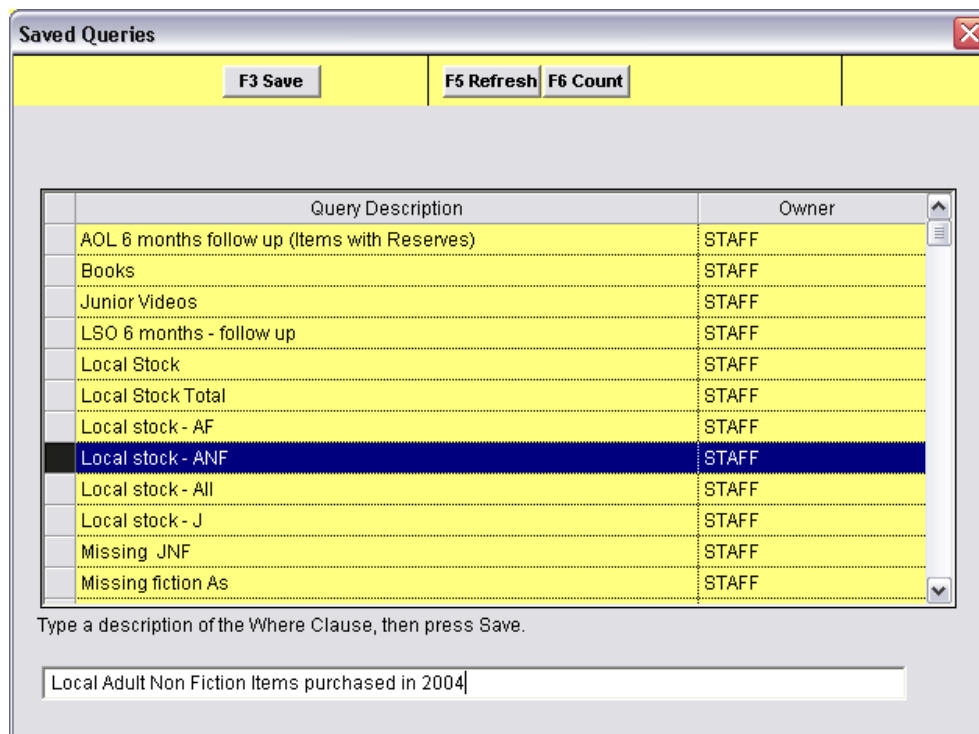 Saved Queries
F3 Save F5 Refresh F6 Count
Query Description Owner
AOL 6 months follow up (Items with Reserves) STAFF
Books STAFF
Junior Videos STAFF
LSO 6 months - follow up STAFF
Local Stock STAFF
Local Stock Total STAFF
Local stock - AF STAFF
Local stock - ANF STAFF
Local stock - All STAFF
Local stock - J STAFF
Missing  JNF STAFF
Missing fiction As STAFF
Type a description of the Where Clause, then press Save.
Local Adult Non Fiction Items purchased in 2004